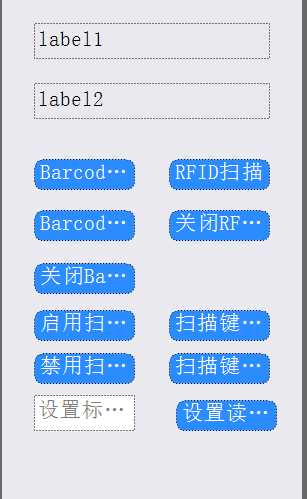 label1
label2
Barcod…
RFID扫描
Barcod…
关闭RF…
关闭Ba…
启用扫…
扫描键…
禁用扫…
扫描键…
设置标…
设置读…